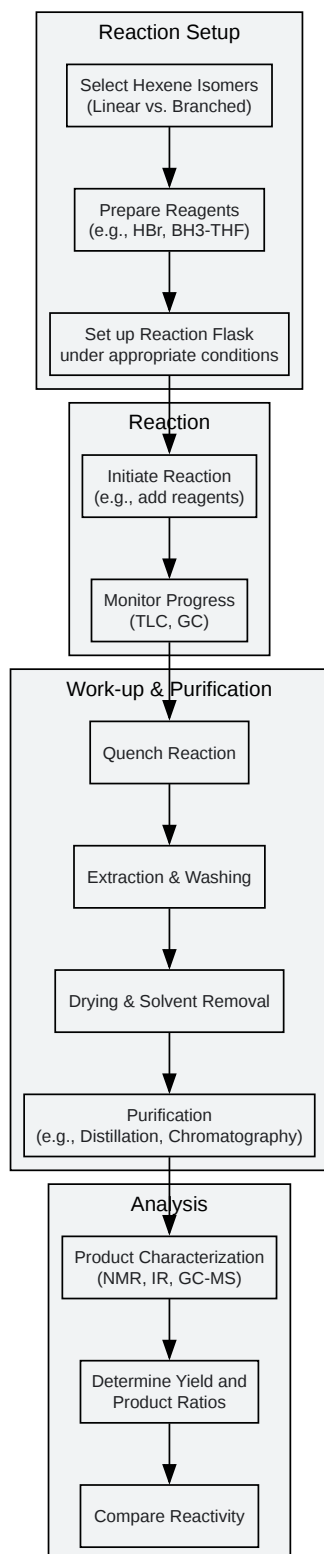 Reaction Setup
Select Hexene Isomers
(Linear vs. Branched)
Prepare Reagents
(e.g., HBr, BH3-THF)
Set up Reaction Flask
under appropriate conditions
Reaction
Initiate Reaction
(e.g., add reagents)
Monitor Progress
(TLC, GC)
Work-up & Purification
Quench Reaction
Extraction & Washing
Drying & Solvent Removal
Purification
(e.g., Distillation, Chromatography)
Analysis
Product Characterization
(NMR, IR, GC-MS)
Determine Yield and
Product Ratios
Compare Reactivity